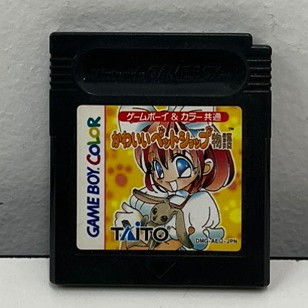 Nintendo GAME BOY
ゲームボーイ & カラー共通
かわいいペットショップ物語
™
GAME BOY COLOR
TAITO
DMG-AEQJ-JPN